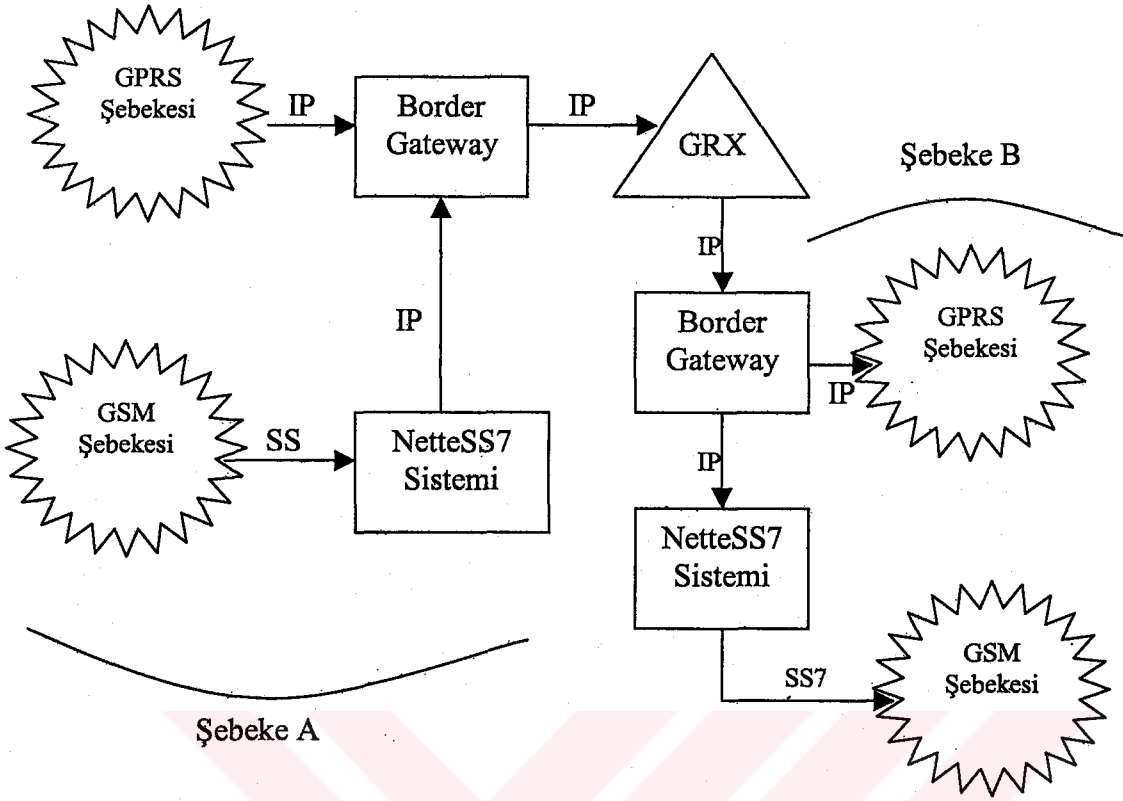 GPRS
Şebekesi
IP
Border
Gateway
IP
GRX
Şebeke B
IP
IP
Border
Gateway
GPRS
Şebekesi
IP
GSM
Şebekesi
SS
NetteSS7
Sistemi
IP
NetteSS7
Sistemi
SS7
GSM
Şebekesi
Şebeke A